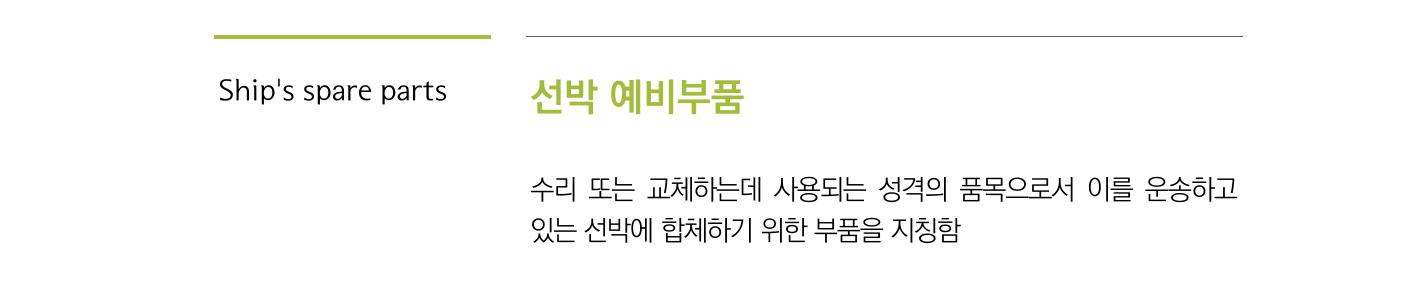 Ship's spare parts
선박 예비부품
수리 또는 교체하는데 사용되는 성격의 품목으로서 이를 운송하고
있는 선박에 합체하기 위한 부품을 지칭함